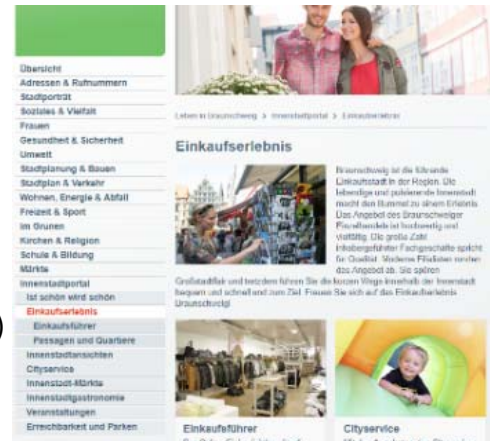 Übersicht
Adressen & Rufnummern
Stadtporträt
Soziales & Vielfalt
Frauen
Gesundheit & Sicherheit
Umwelt
Stadtplanung & Bauen
Stadtplan & Verkehr
Wohnen, Energie & Abfall
Freizeit & Sport
Im Grünen
Kirchen & Religion
Schule & Bildung
Märkte
Innenstadtportal
Ist schön wird schön
Einkaufserlebnis
Einkaufsführer
Passagen und Quartiere
Innenstadtansichten
Cityservice
Innenstadt-Märkte
Innenstadtgastronomie
Veranstaltungen
Erreichbarkeit und Parken
Leben in Braunschweig > Innenstadtportal > Einkaufserlebnis
Einkaufserlebnis
Braunschweig ist die führende
Einkaufsstadt in der Region. Die
lebendige und pulsierende Innenstadt
macht den Bummel zu einem Erlebnis.
Das Angebot des Braunschweiger
Einzelhandels ist hochwertig und
vielfältig. Die große Zahl
inhabergeführter Fachgeschäfte spricht
für Qualität. Moderne Filialisten runden
das Angebot ab. Sie spüren
Großstadtflair und trotzdem führen Sie die kurzen Wege innerhalb der Innenstadt
bequem und schnell und zum Ziel. Freuen Sie sich auf das Einkaufserlebnis
Braunschweig!
Einkaufsführer
Cityservice